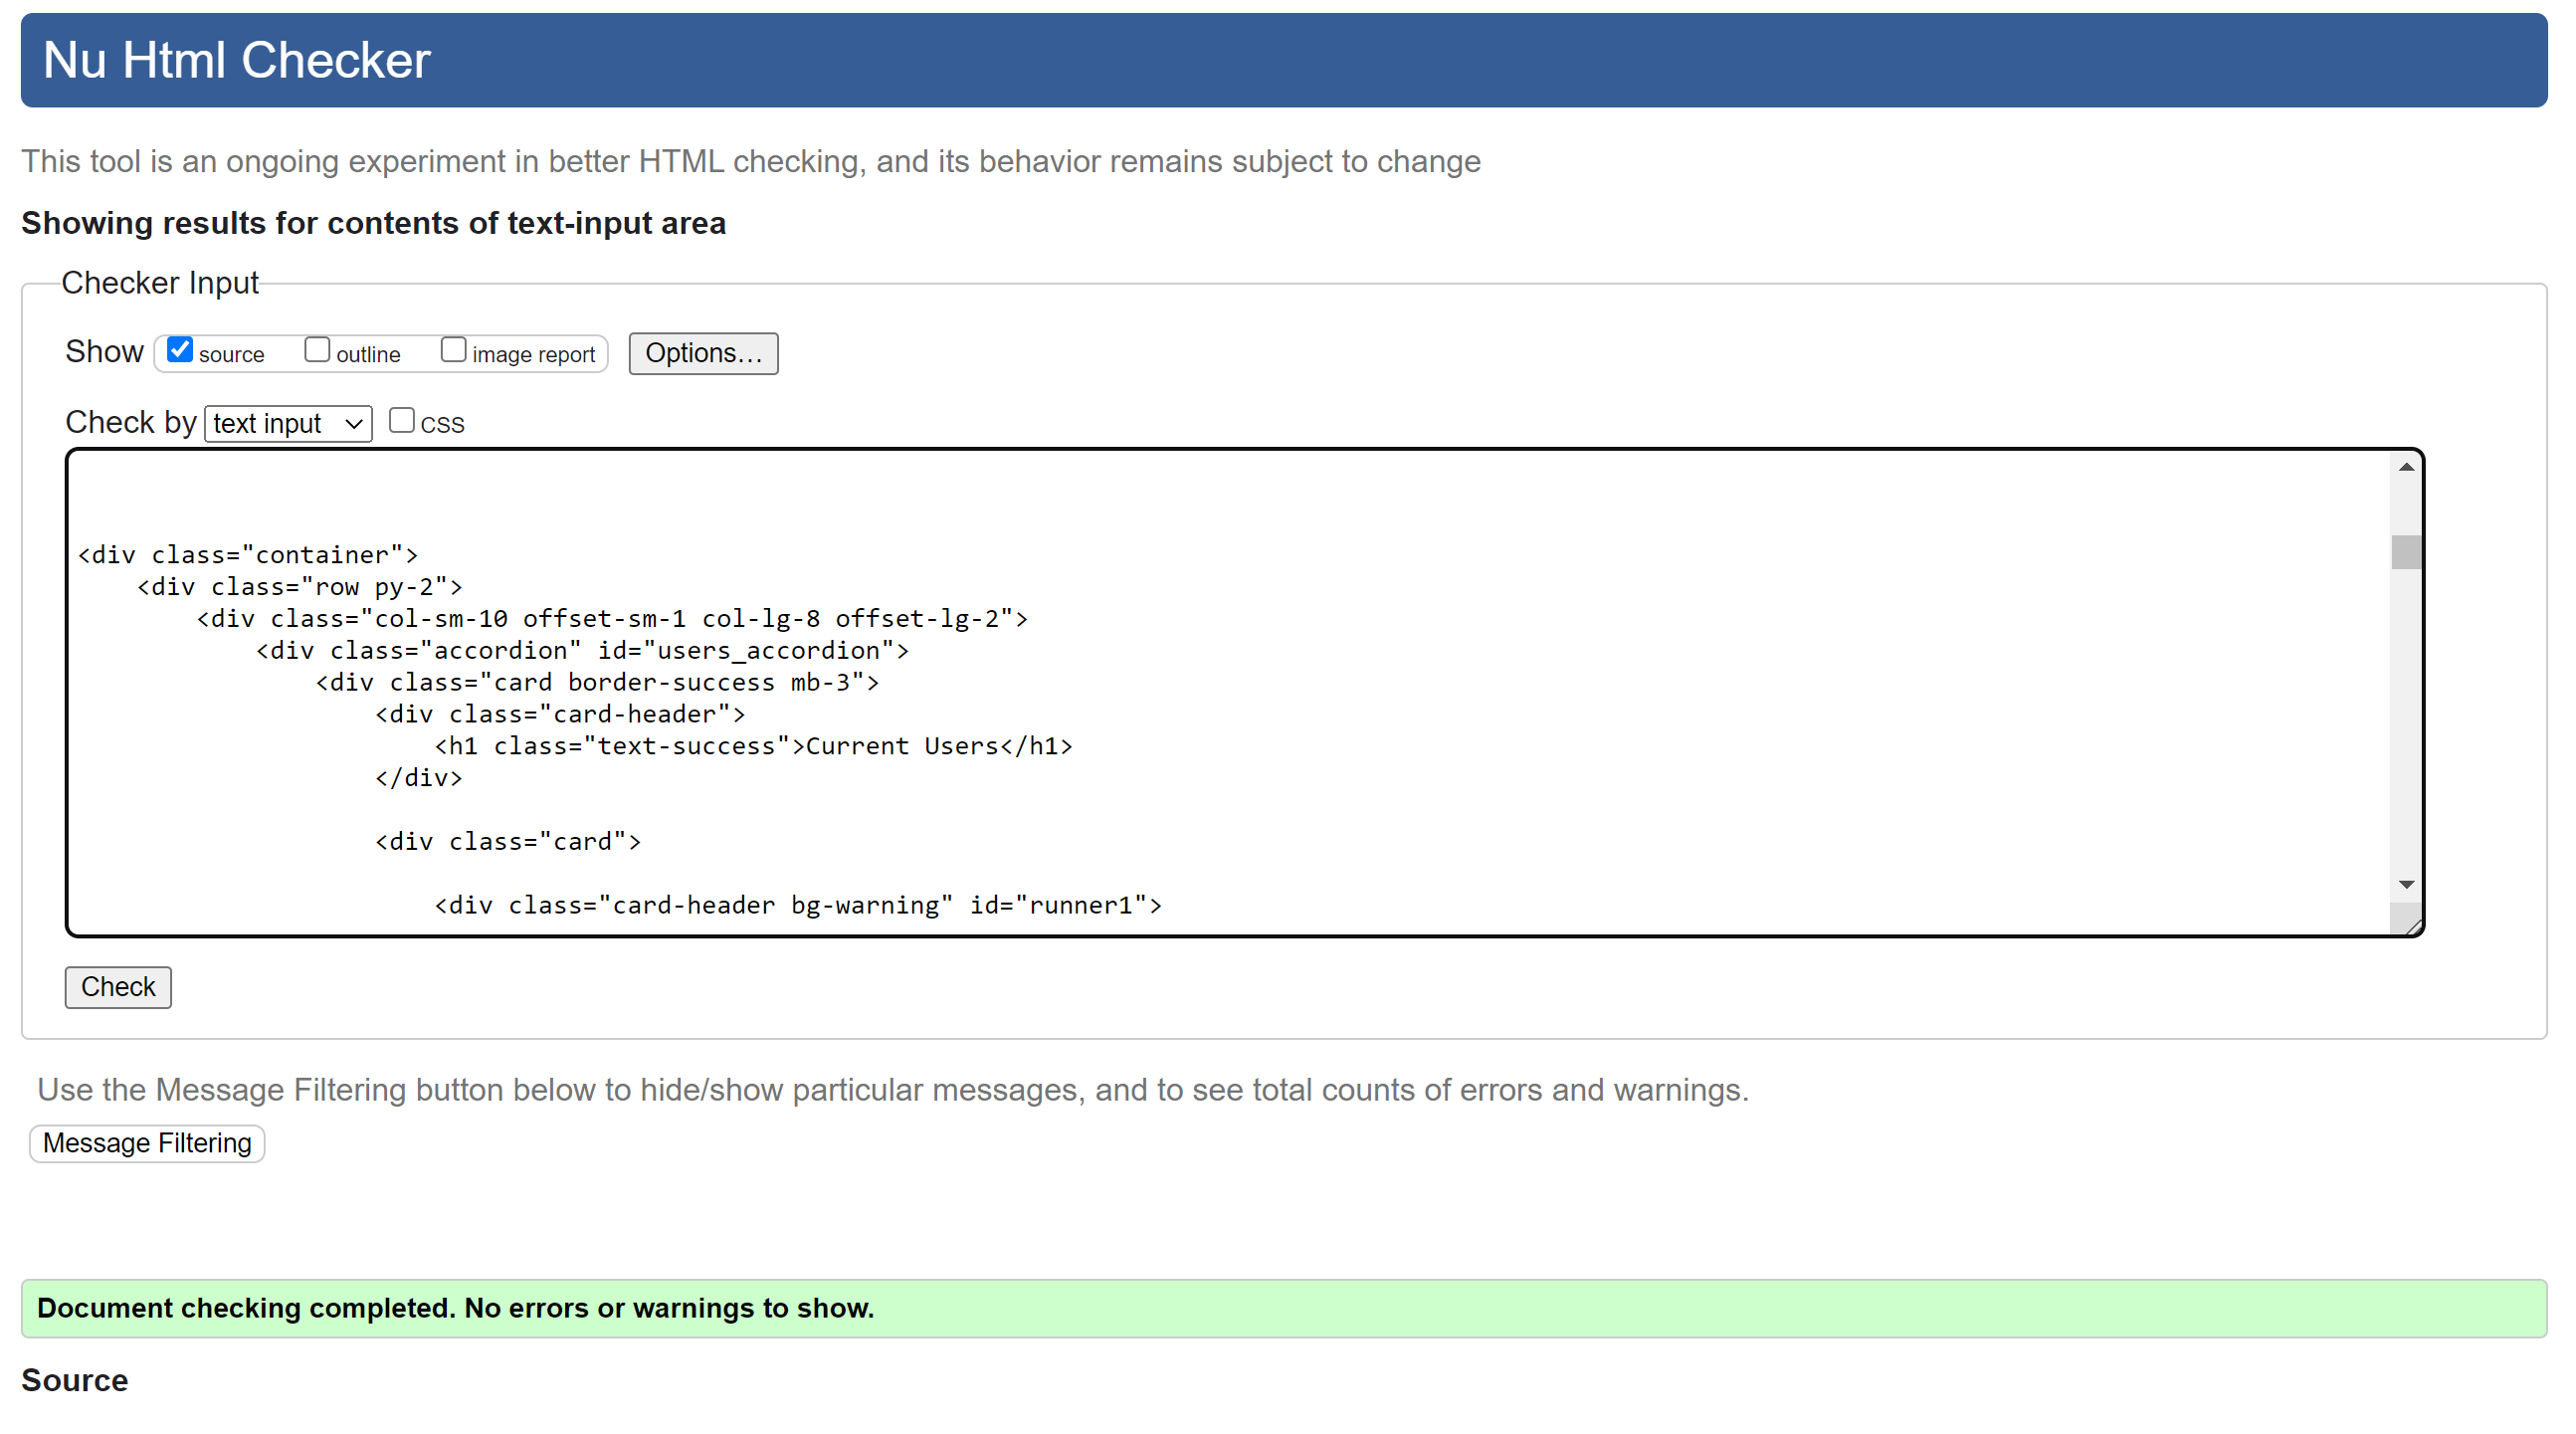 Nu Html Checker
This tool is an ongoing experiment in better HTML checking, and its behavior remains subject to change
Showing results for contents of text-input area
Checker Input
Show source outline image report Options...
Check by text input CSS
<div class="container">
    <div class="row py-2">
        <div class="col-sm-10 offset-sm-1 col-lg-8 offset-lg-2">
            <div class="accordion" id="users_accordion">
                <div class="card border-success mb-3">
                    <div class="card-header">
                        <h1 class="text-success">Current Users</h1>
                    </div>
                    <div class="card">
                        <div class="card-header bg-warning" id="runner1">
Check
Use the Message Filtering button below to hide/show particular messages, and to see total counts of errors and warnings.
Message Filtering
Document checking completed. No errors or warnings to show.
Source